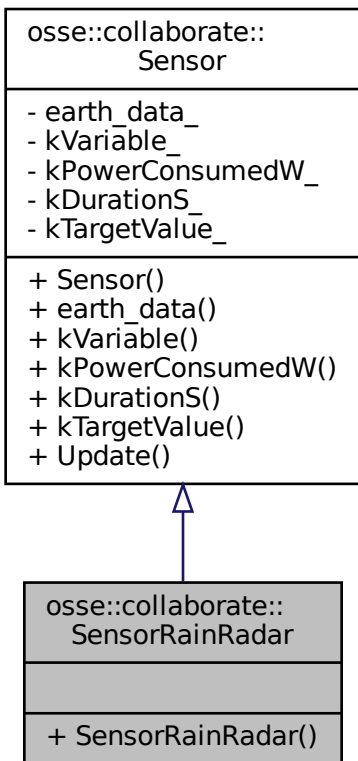 osse::collaborate::
Sensor
- earth_data_
- kVariable_
- kPowerConsumedW_
- kDurationS_
- kTargetValue_
+ Sensor()
+ earth_data()
+ kVariable()
+ kPowerConsumedW()
+ kDurationS()
+ kTargetValue()
+ Update()
osse::collaborate::
SensorRainRadar
+ SensorRainRadar()